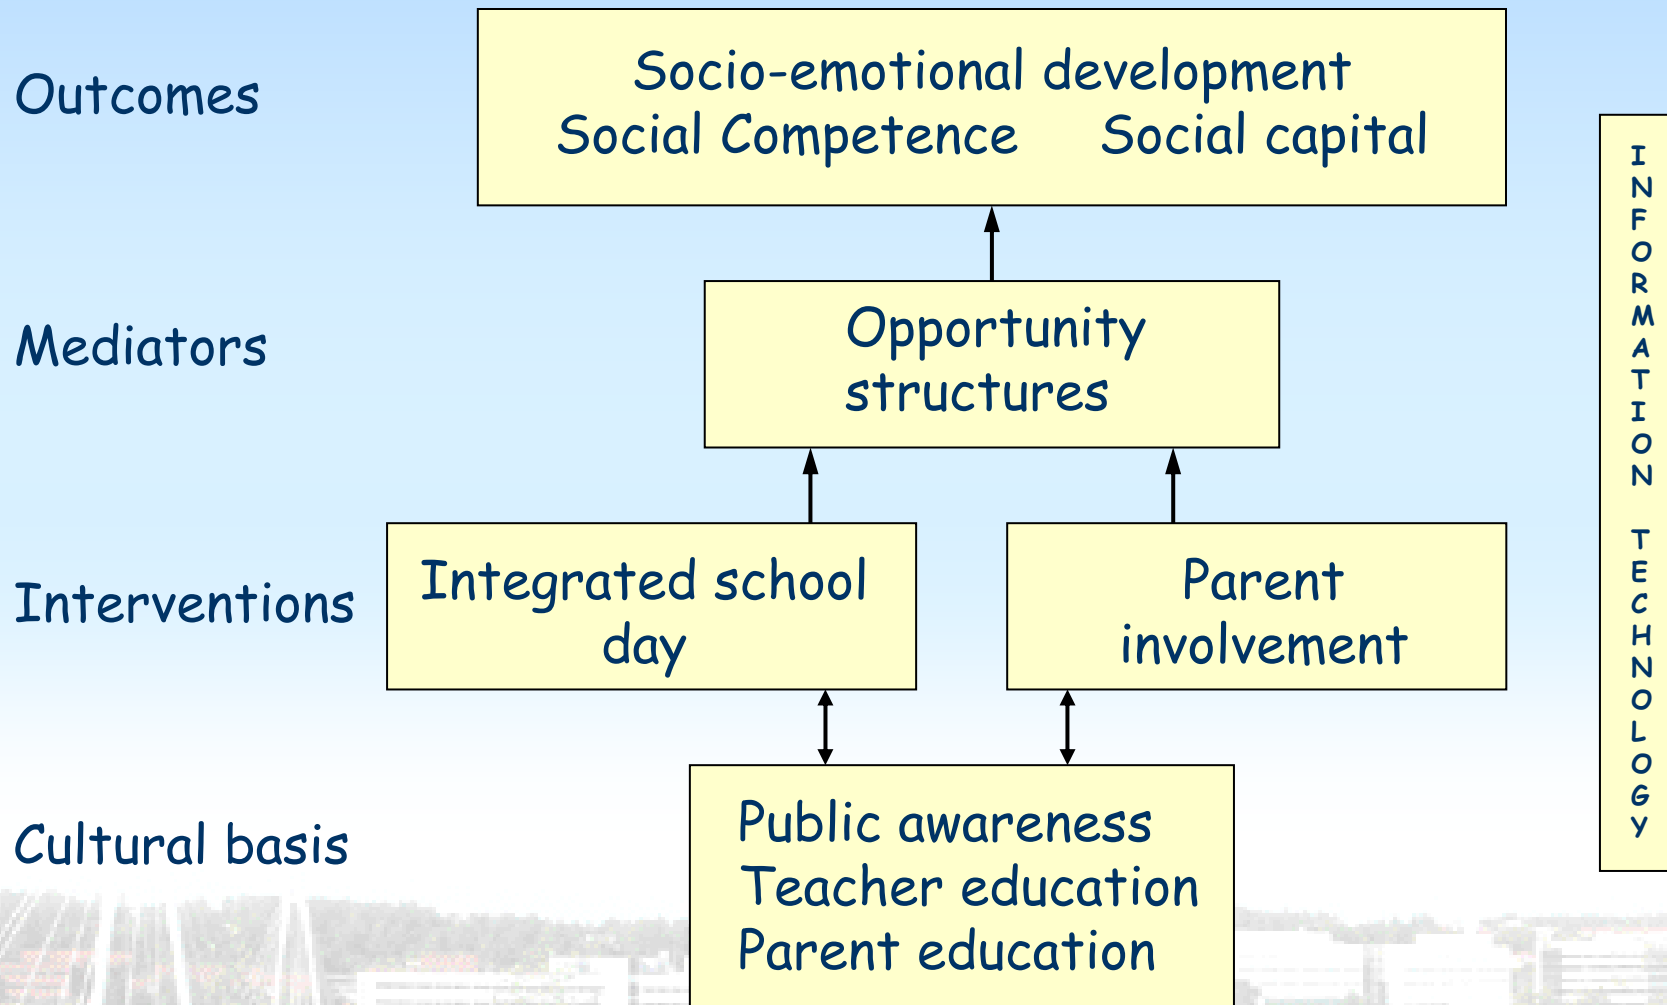 Outcomes
Socio-emotional development
Social Competence Social capital
Mediators
Opportunity
structures
Interventions
Integrated school
day
Parent
involvement
Cultural basis
Public awareness
Teacher education
Parent education
INFORMATION TECHNOLOGY